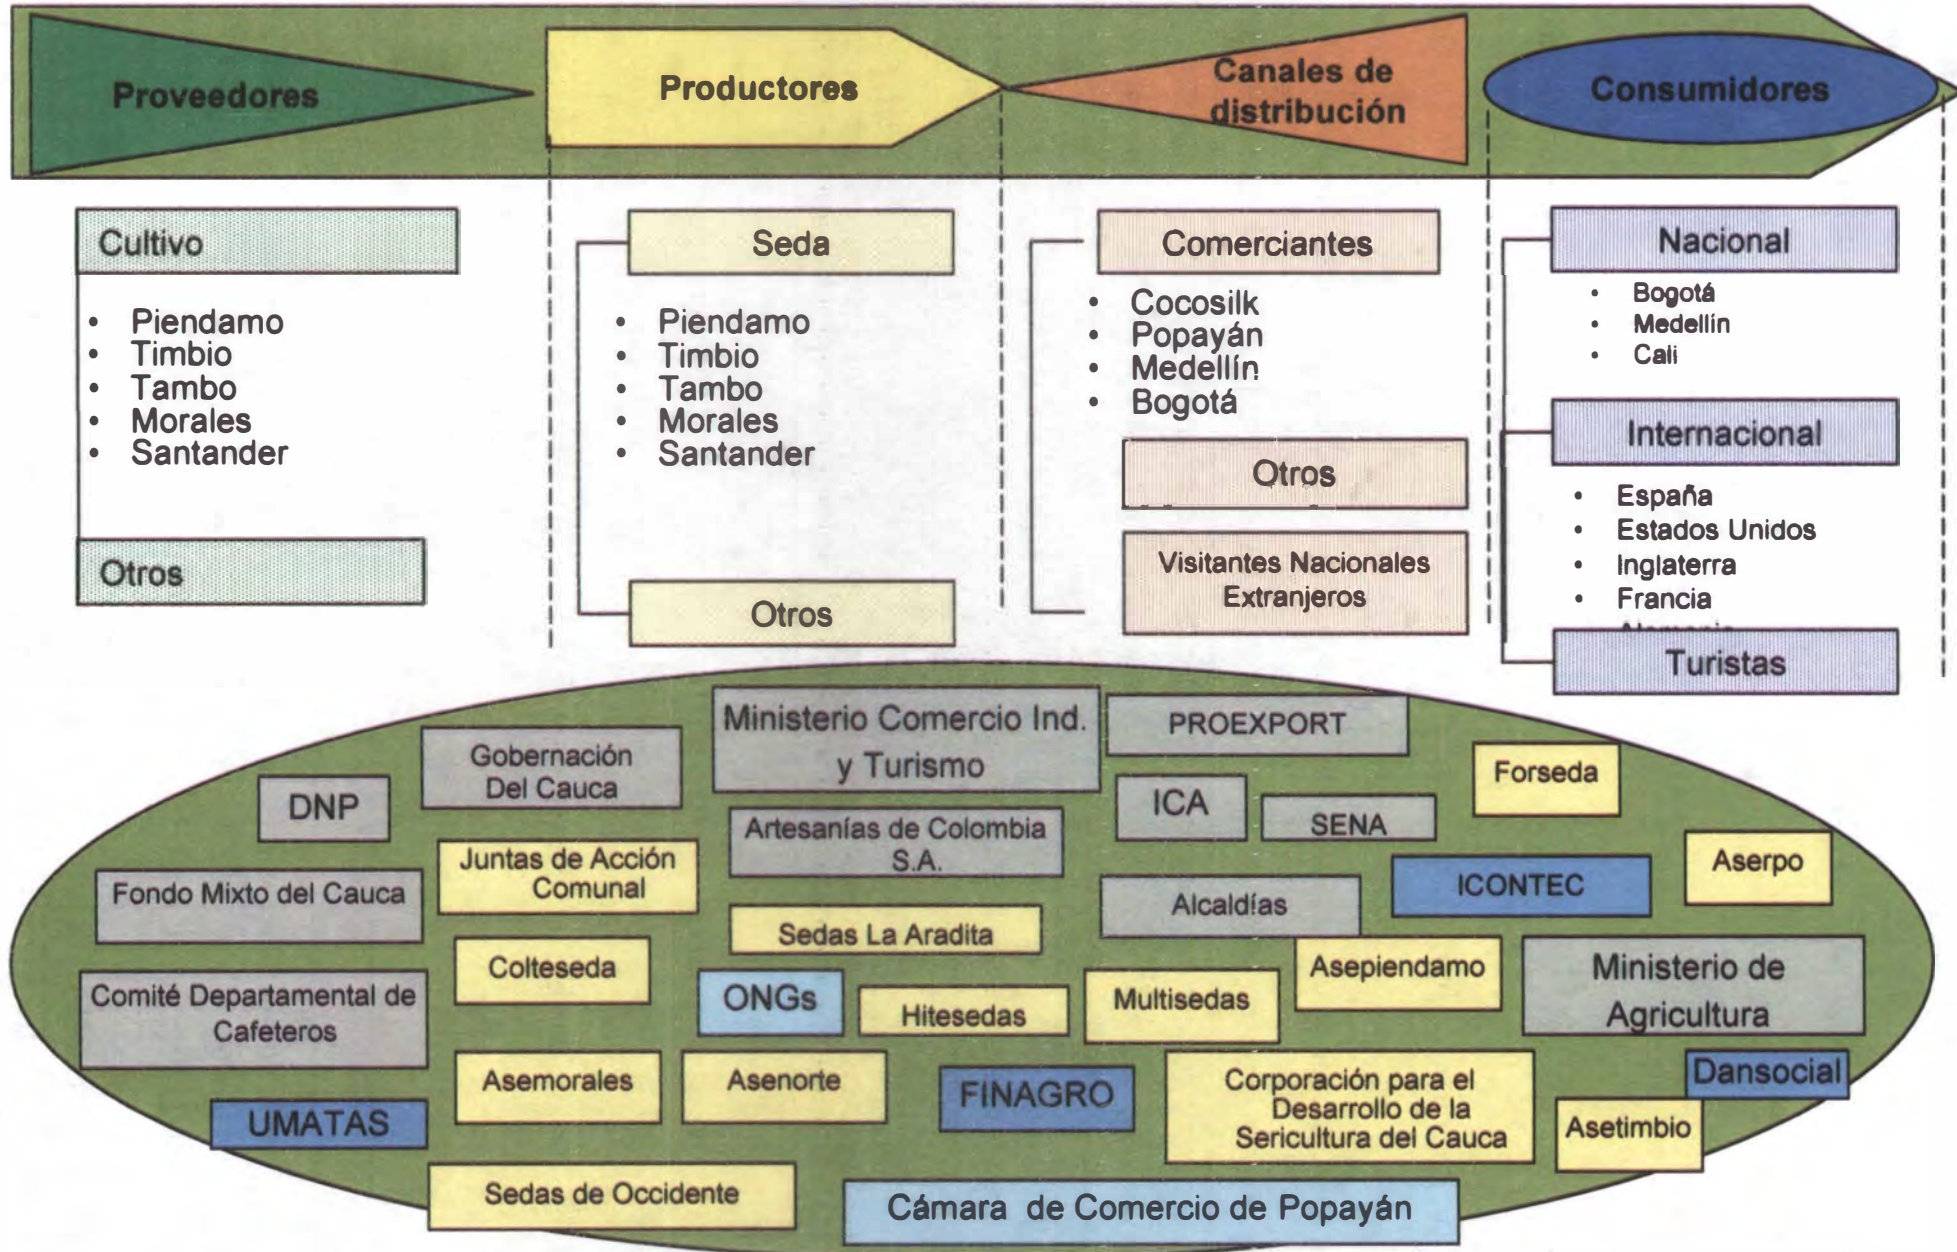 Proveedores
Productores
Canales de
distribución
Consumidores
Cultivo
• Piendamo
• Timbio
• Tambo
• Morales
• Santander
Otros
Seda
• Piendamo
• Timbio
• Tambo
• Morales
• Santander
Otros
Comerciantes
• Cocosilk
• Popayán
• Medellín
• Bogotá
Otros
Visitantes Nacionales
Extranjeros
Nacional
• Bogotá
• Medellín
• Cali
Internacional
• España
• Estados Unidos
• Inglaterra
• Francia
Turistas
Ministerio Comercio Ind.
y Turismo
PROEXPORT
Gobernación
Del Cauca
Forseda
DNP
ICA
SENA
Artesanías de Colombia
S.A.
Juntas de Acción
Comunal
Aserpo
Fondo Mixto del Cauca
ICONTEC
Alcaldías
Sedas La Aradita
Colteseda
Asepiendamo
Ministerio de
Agricultura
Comité Departamental de
Cafeteros
ONGs
Hitesedas
Multisedas
Asemorales
Asenorte
FINAGRO
Corporación para el
Desarrollo de la
Sericultura del Cauca
Dansocial
UMATAS
Asetimbio
Sedas de Occidente
Cámara de Comercio de Popayán